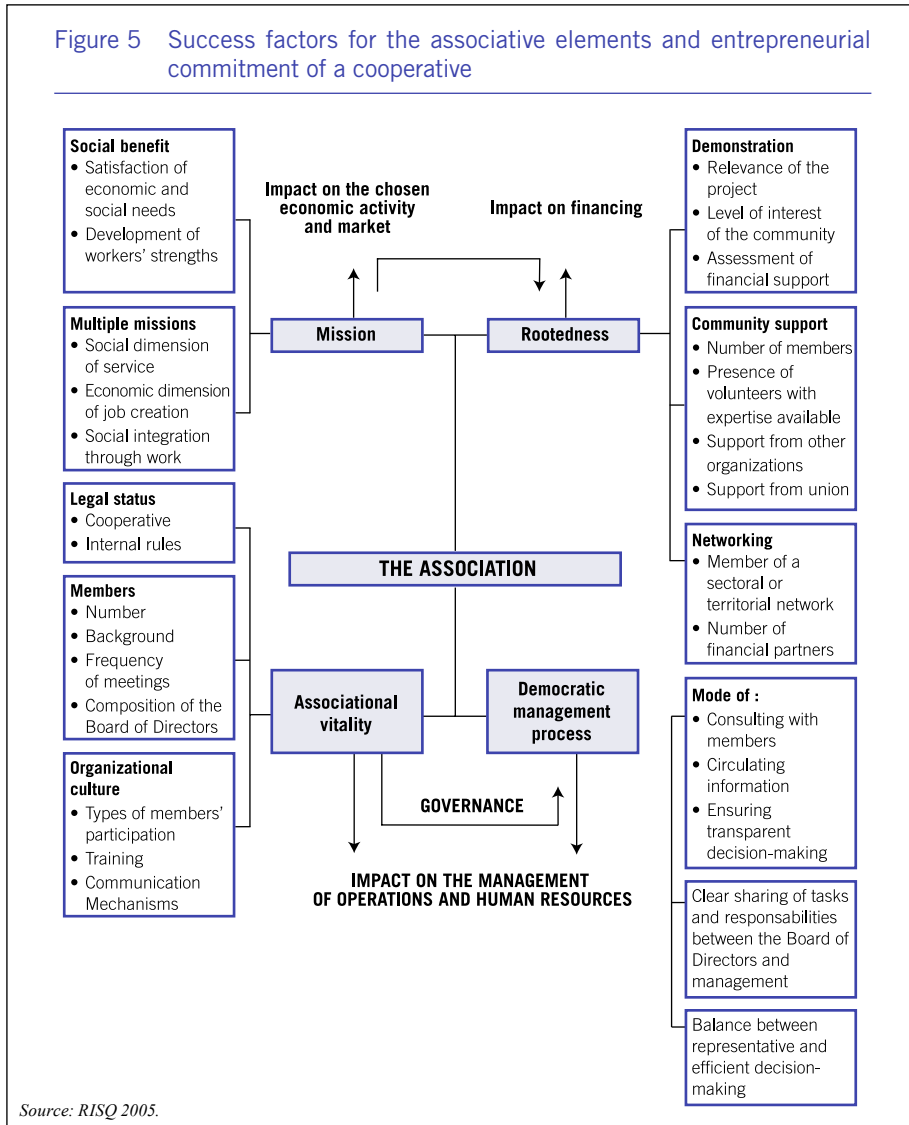 Figure 5 Success factors for the associative elements and entrepreneurial
commitment of a cooperative
Social benefit
• Satisfaction of
economic and
social needs
• Development of
workers' strengths
Multiple missions
• Social dimension
of service
• Economic dimension
of job creation
• Social integration
through work
Legal status
• Cooperative
• Internal rules
Members
• Number
• Background
• Frequency
of meetings
• Composition of the
Board of Directors
Organizational
culture
• Types of members'
participation
• Training
• Communication
Mechanisms
Impact on the chosen
economic activity
and market
Impact on financing
Mission
Rootedness
THE ASSOCIATION
Associational
vitality
Democratic
management
process
GOVERNANCE
IMPACT ON THE MANAGEMENT
OF OPERATIONS AND HUMAN RESOURCES
Demonstration
• Relevance of the
project
• Level of interest
of the community
• Assessment of
financial support
Community support
• Number of members
• Presence of
volunteers with
expertise available
• Support from other
organizations
• Support from union
Networking
• Member of a
sectoral or
territorial network
• Number of
financial partners
Mode of :
• Consulting with
members
• Circulating
information
• Ensuring
transparent
decision-making
Clear sharing of tasks
and responsabilities
between the Board of
Directors and
management
Balance between
representative and
efficient decision-
making
Source: RISQ 2005.